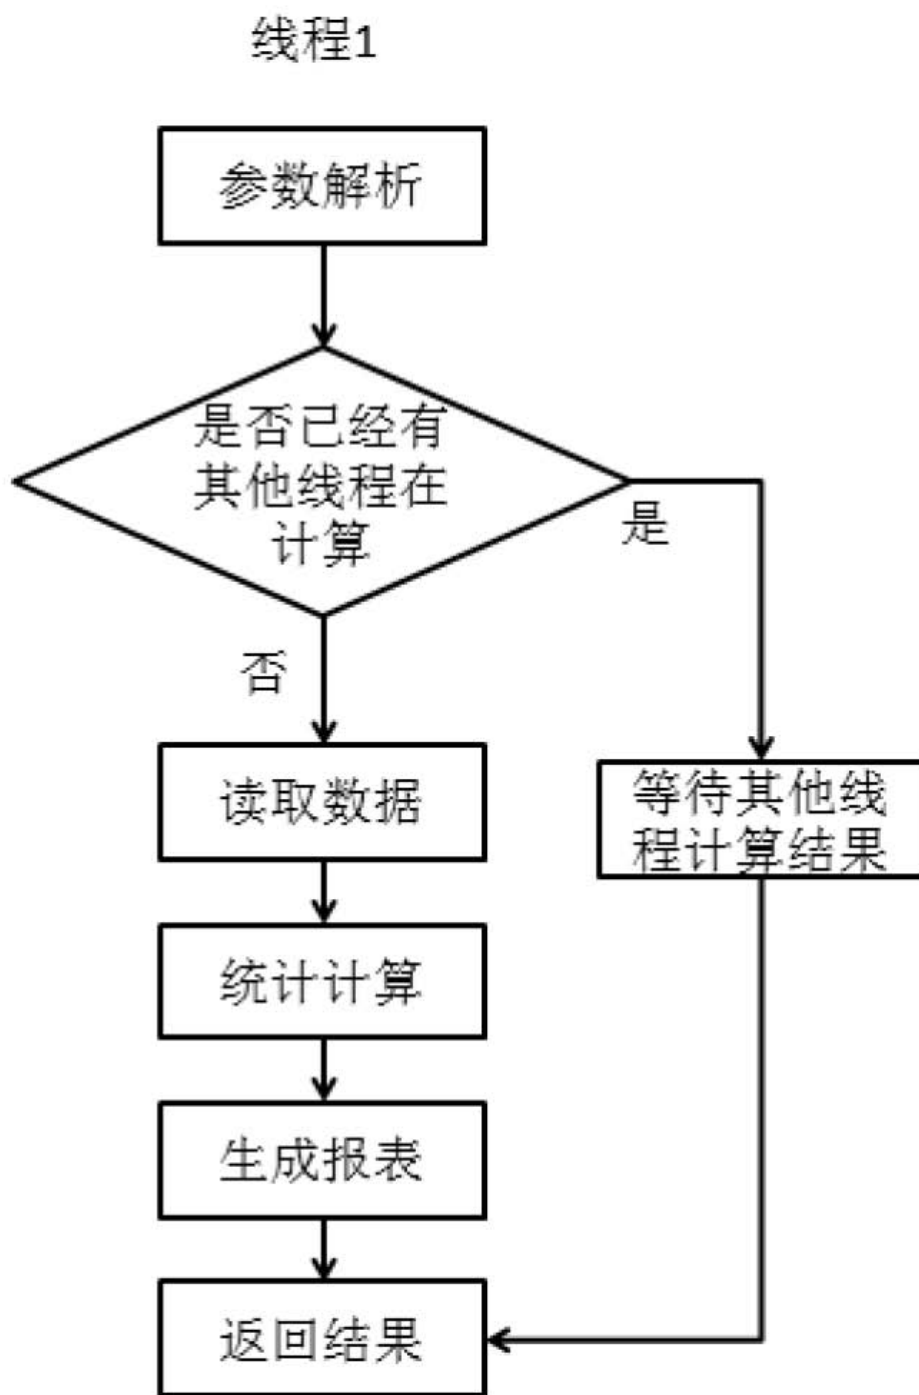 线程1
参数解析
是否已经有
其他线程在
计算
是
否
读取数据
等待其他线
程计算结果
统计计算
生成报表
返回结果